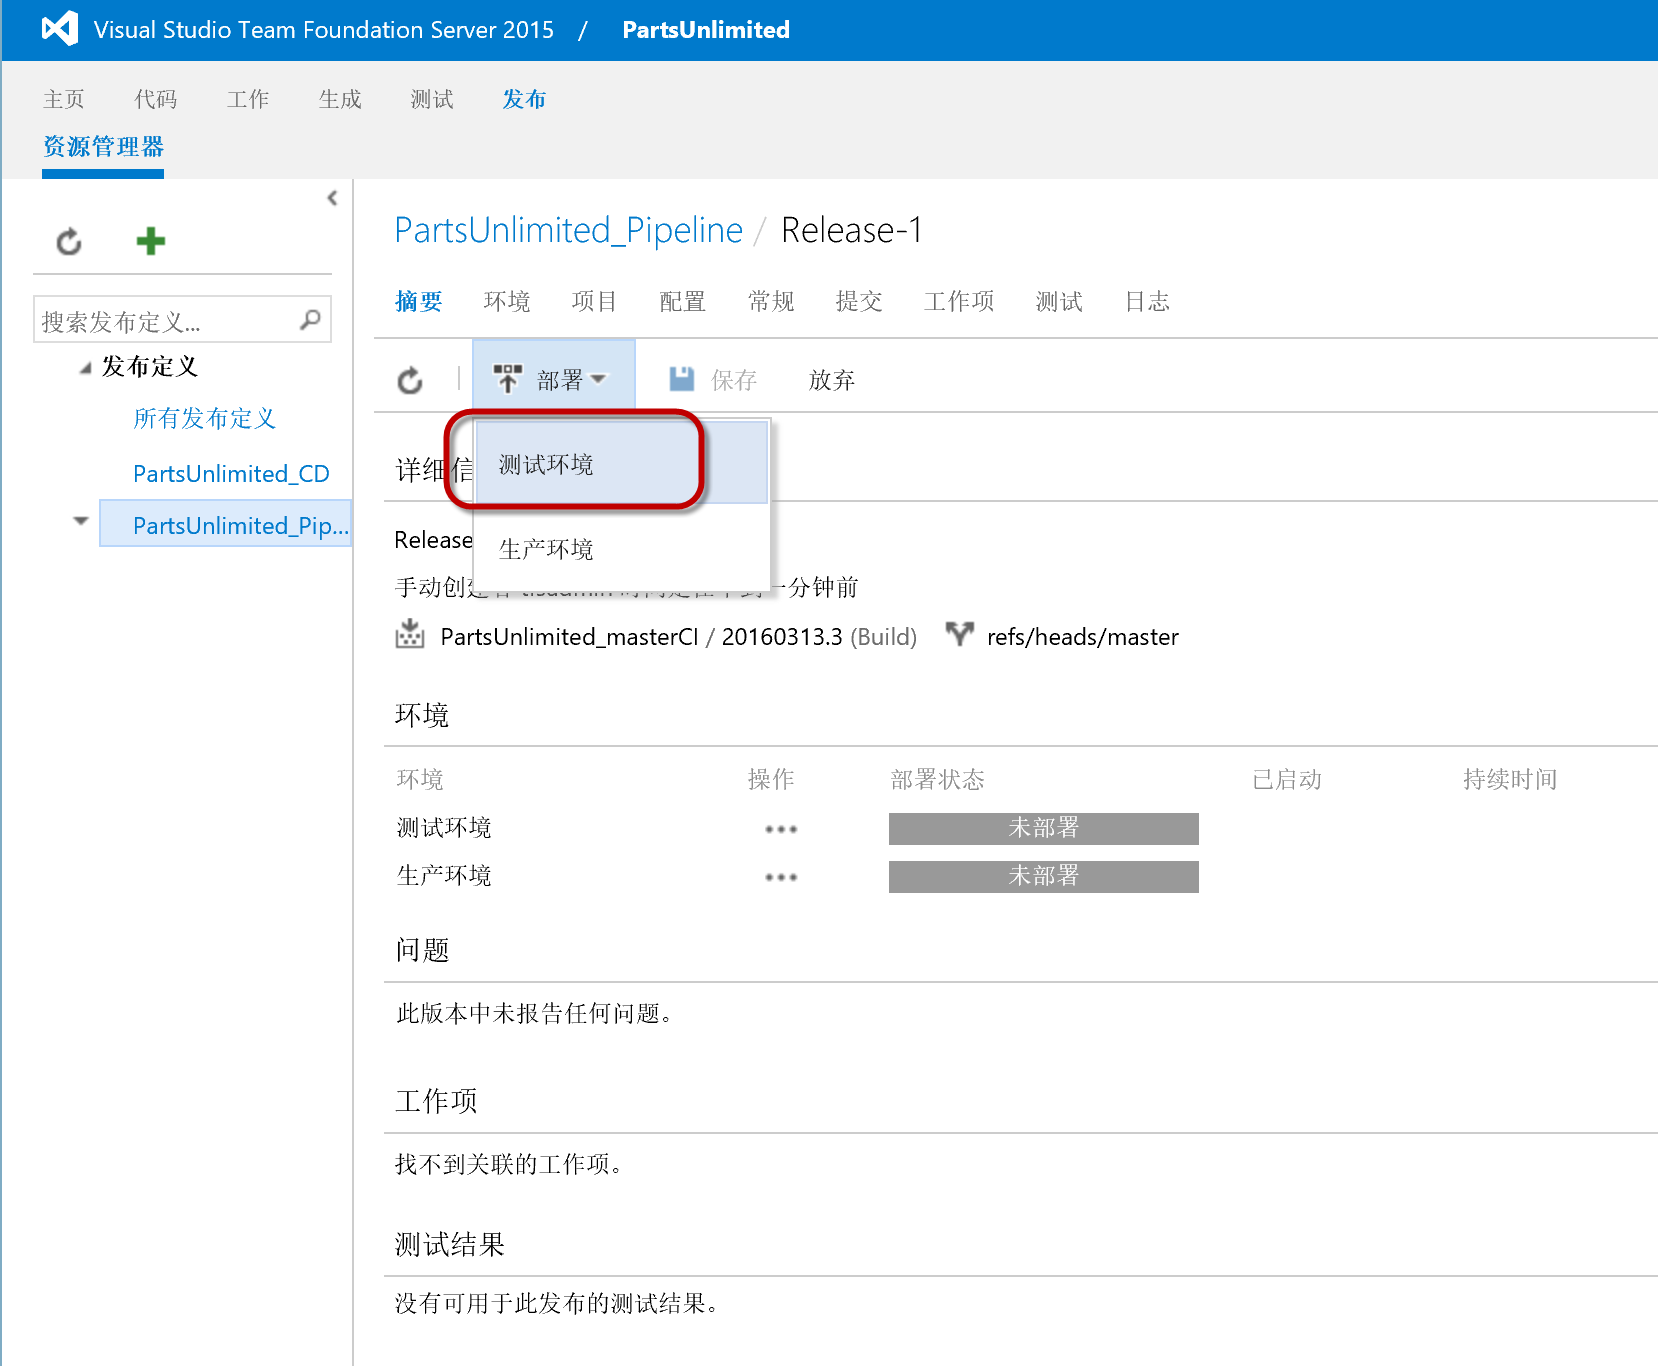 Visual Studio Team Foundation Server 2015 / PartsUnlimited
主页 代码 工作 生成 测试 发布
资源管理器
PartsUnlimited_Pipeline / Release-1
搜索发布定义...
摘要 环境 项目 配置 常规 提交 工作项 测试 日志
发布定义
所有发布定义
PartsUnlimited_CD
PartsUnlimited_Pip...
部署 保存 放弃
测试环境
生产环境
详细信
Release
手动创 一分钟前
PartsUnlimited_masterCI / 20160313.3 (Build) refs/heads/master
环境
环境 操作 部署状态 已启动 持续时间
测试环境 ••• 未部署
生产环境 ••• 未部署
问题
此版本中未报告任何问题。
工作项
找不到关联的工作项。
测试结果
没有可用于此发布的测试结果。